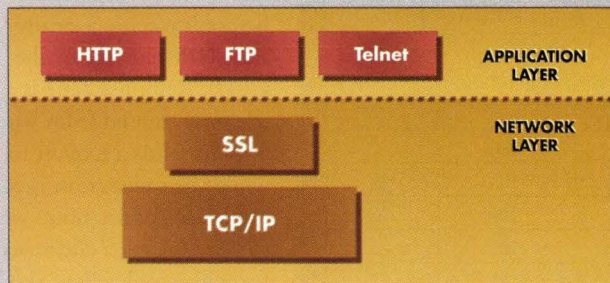 HTTP FTP Telnet
APPLICATION
LAYER
NETWORK
LAYER
SSL
TCP/IP